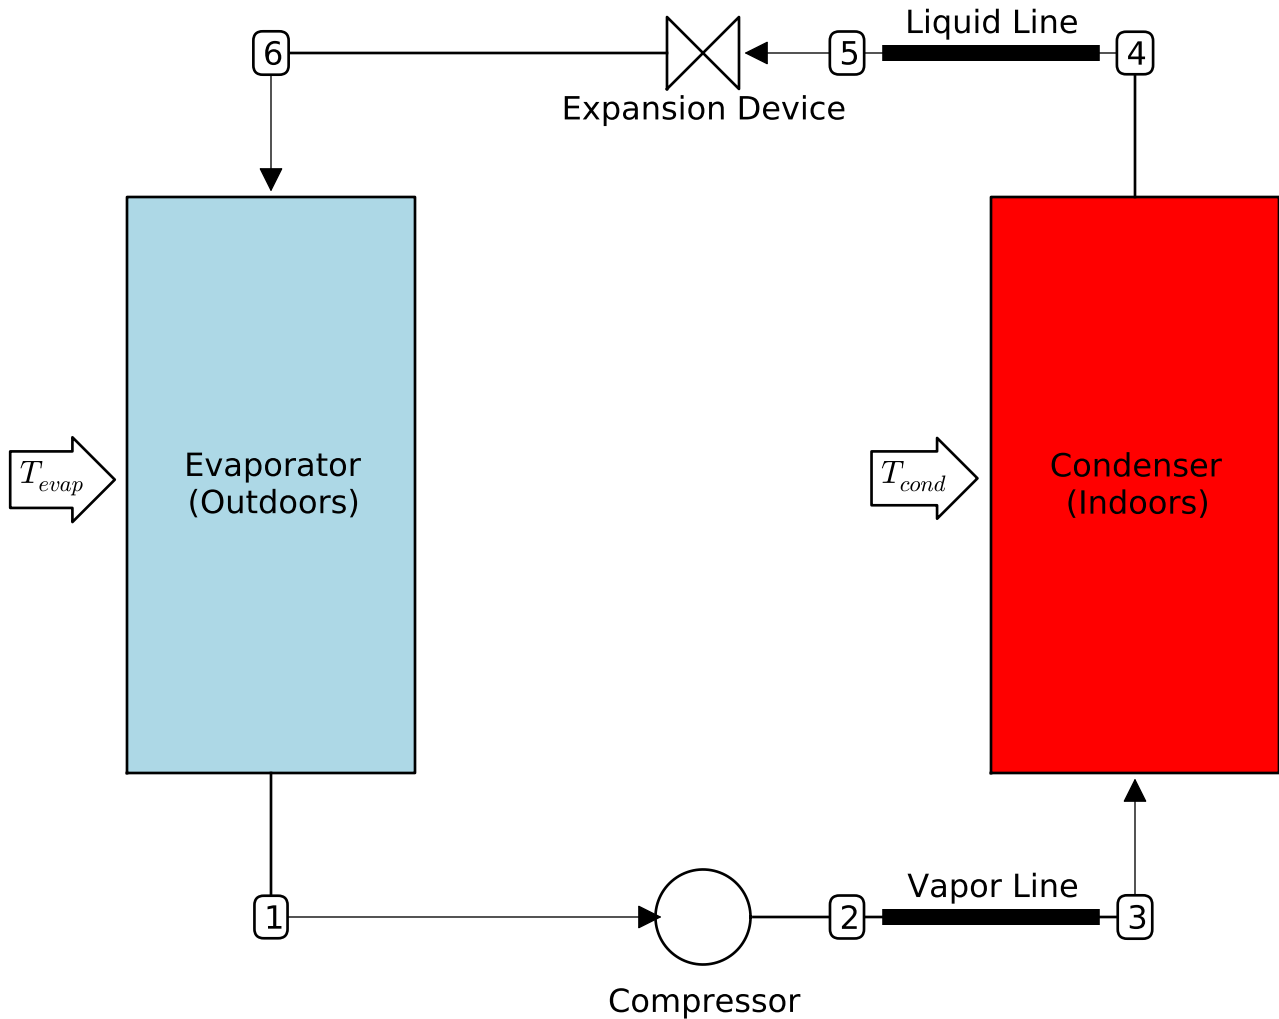 Liquid Line
6
5
4
Expansion Device
Evaporator
(Outdoors)
Condenser
(Indoors)
T_evap
T_cond
Vapor Line
1
2
3
Compressor